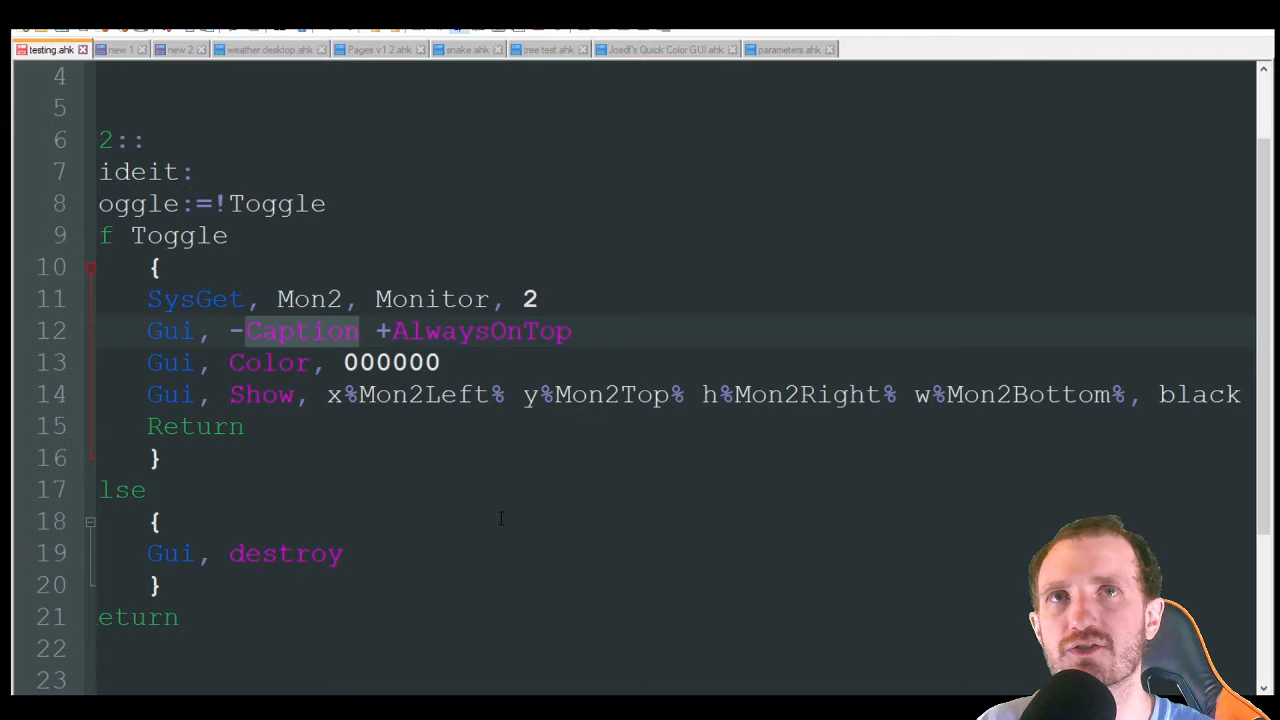 testing.ahk new 1 new 2 weather desktop.ahk Pages v1.2.ahk snake.ahk tree test.ahk Joedf's Quick Color GUI.ahk parameters.ahk
4
5
6 2::
7 ideit:
8 oggle:=!Toggle
9 f Toggle
10 {
11 SysGet, Mon2, Monitor, 2
12 Gui, -Caption +AlwaysOnTop
13 Gui, Color, 000000
14 Gui, Show, x%Mon2Left% y%Mon2Top% h%Mon2Right% w%Mon2Bottom%, black
15 Return
16 }
17 lse
18 {
19 Gui, destroy
20 }
21 eturn
22
23